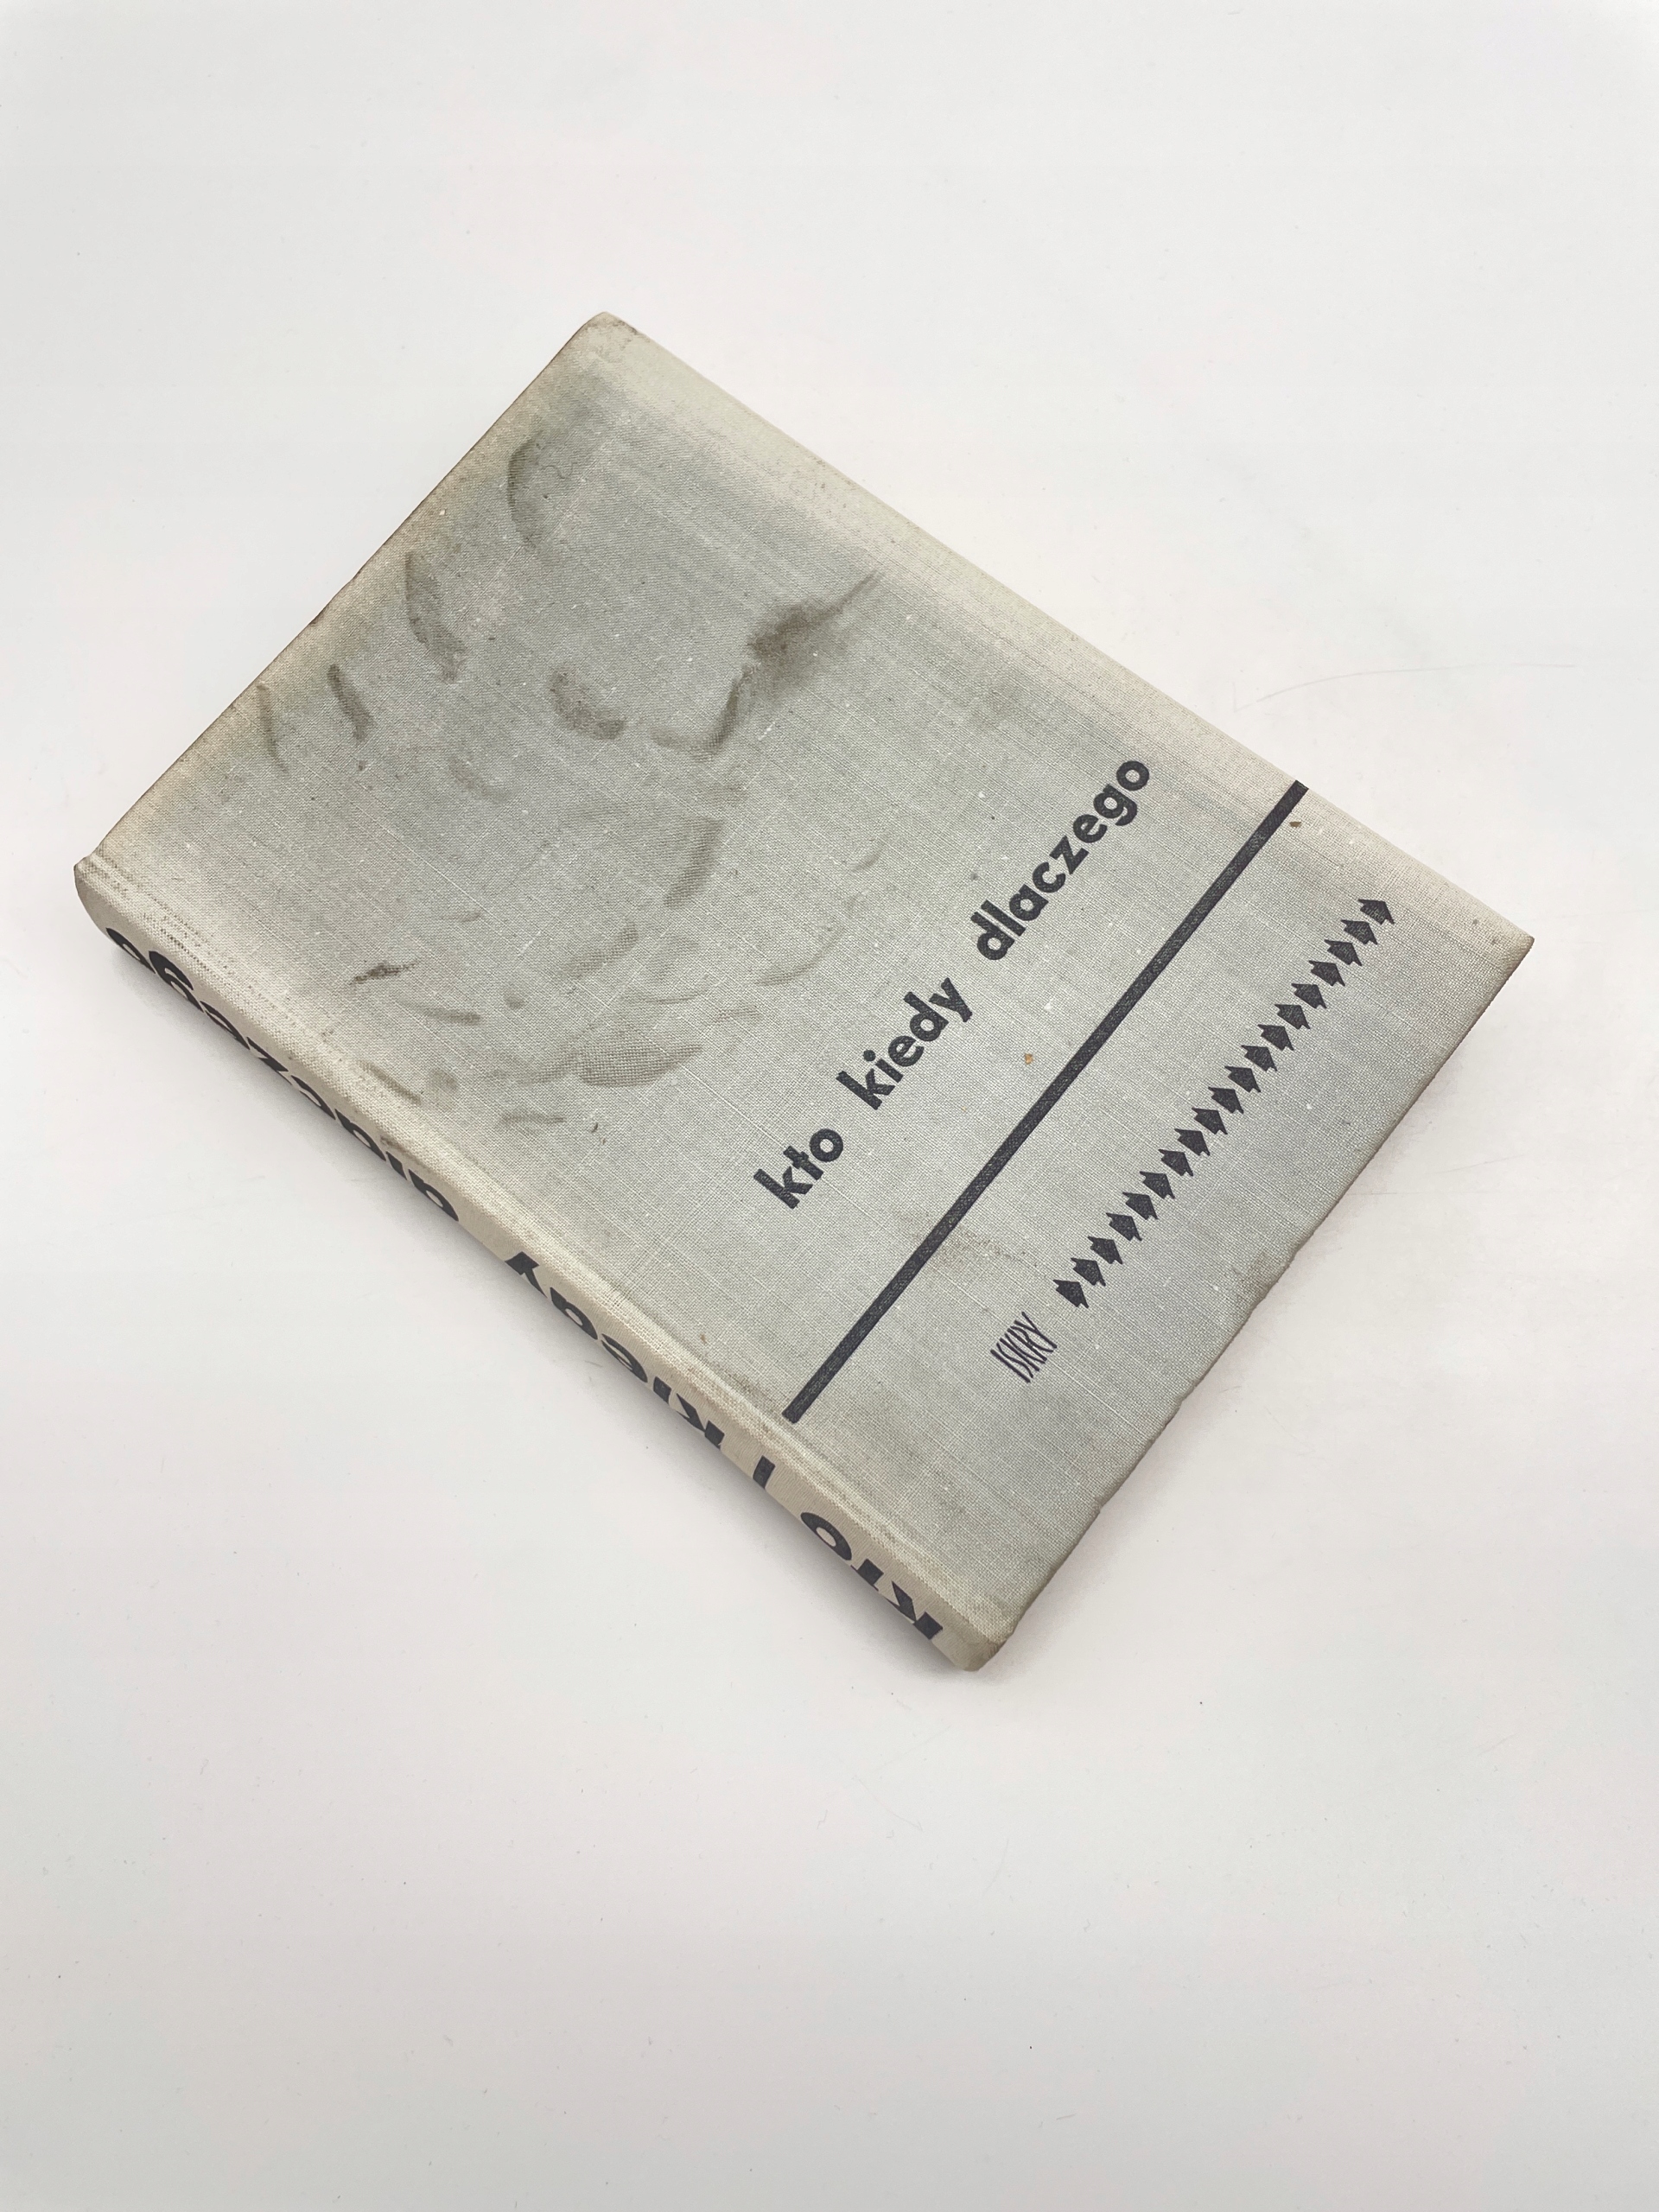 kto kiedy dlaczego
ISKRY
kto | kiedy dlaczego